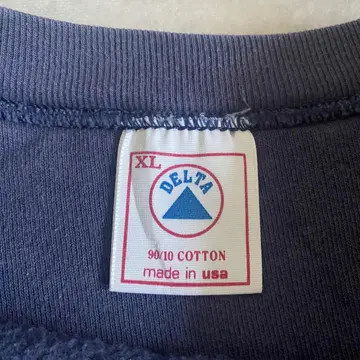 XL
DELTA
90/10 COTTON
made in usa